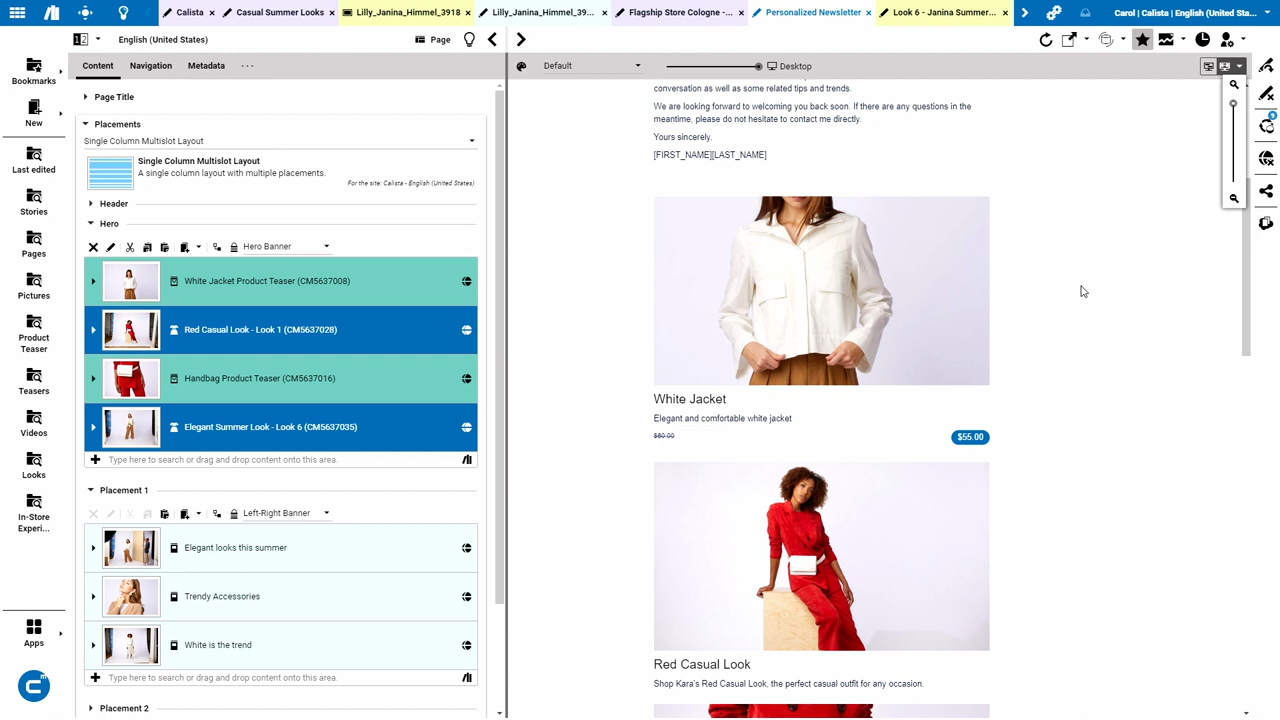 Calista
Casual Summer Looks
Lilly_Janina_Himmel_3918
Lilly_Janina_Himmel_39...
Flagship Store Cologne -...
Personalized Newsletter
Look 6 - Janina Summer...
Carol | Calista | English (United Sta...
English (United States)
Page
Bookmarks
New
Last edited
Stories
Pages
Pictures
Product
Teaser
Teasers
Videos
Looks
In-Store
Experi...
Apps
Content
Navigation
Metadata
Page Title
Placements
Single Column Multislot Layout
Single Column Multislot Layout
A single column layout with multiple placements.
For the site: Calista - English (United States)
Header
Hero
Hero Banner
White Jacket Product Teaser (CM5637008)
Red Casual Look - Look 1 (CM5637028)
Handbag Product Teaser (CM5637016)
Elegant Summer Look - Look 6 (CM5637035)
Type here to search or drag and drop content onto this area.
Placement 1
Left-Right Banner
Elegant looks this summer
Trendy Accessories
White is the trend
Type here to search or drag and drop content onto this area.
Placement 2
Default
Desktop
conversation as well as some related tips and trends.
We are looking forward to welcoming you back soon. If there are any questions in the
meantime, please do not hesitate to contact me directly.
Yours sincerely,
[FIRST_NAME][LAST_NAME]
White Jacket
Elegant and comfortable white jacket
$60.00
$55.00
Red Casual Look
Shop Kara's Red Casual Look, the perfect casual outfit for any occasion.